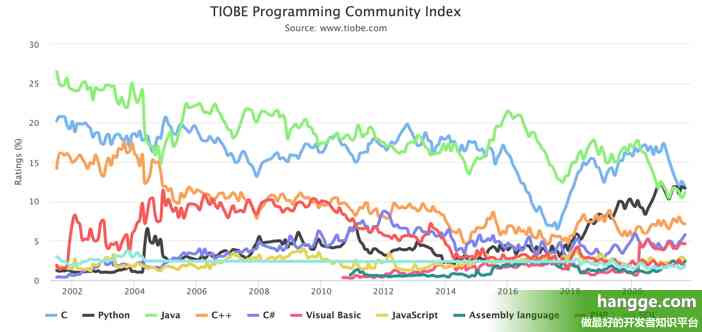 TIOBE Programming Community Index
Source: www.tiobe.com
Ratings (%)
30
25
20
15
10
5
0
2002 2004 2006 2008 2010 2012 2014 2016 2018
C Python Java C++ C# Visual Basic JavaScript Assembly language PHP SQL
hangge.com
做最好的开发者知识平台